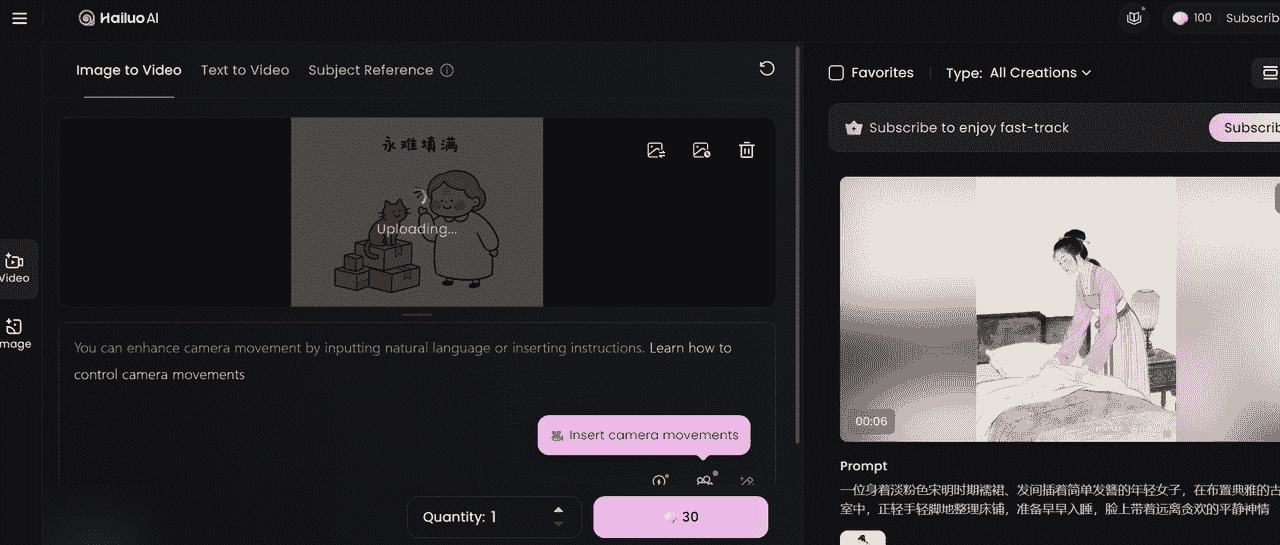 Hailuo AI
100
Subscrib
Image to Video
Text to Video
Subject Reference
Favorites
Type: All Creations
Subscribe to enjoy fast-track
Subscrib
永难填满
Uploading...
Video
mage
You can enhance camera movement by inputting natural language or inserting instructions. Learn how to
control camera movements
Insert camera movements
Quantity: 1
30
00:06
Prompt
一位身着淡粉色宋明时期襦裙、发间插着简单发簪的年轻女子，在布置典雅的古
室中，正轻手轻脚地整理床铺，准备早早入睡，脸上带着远离贪欢的平静神情